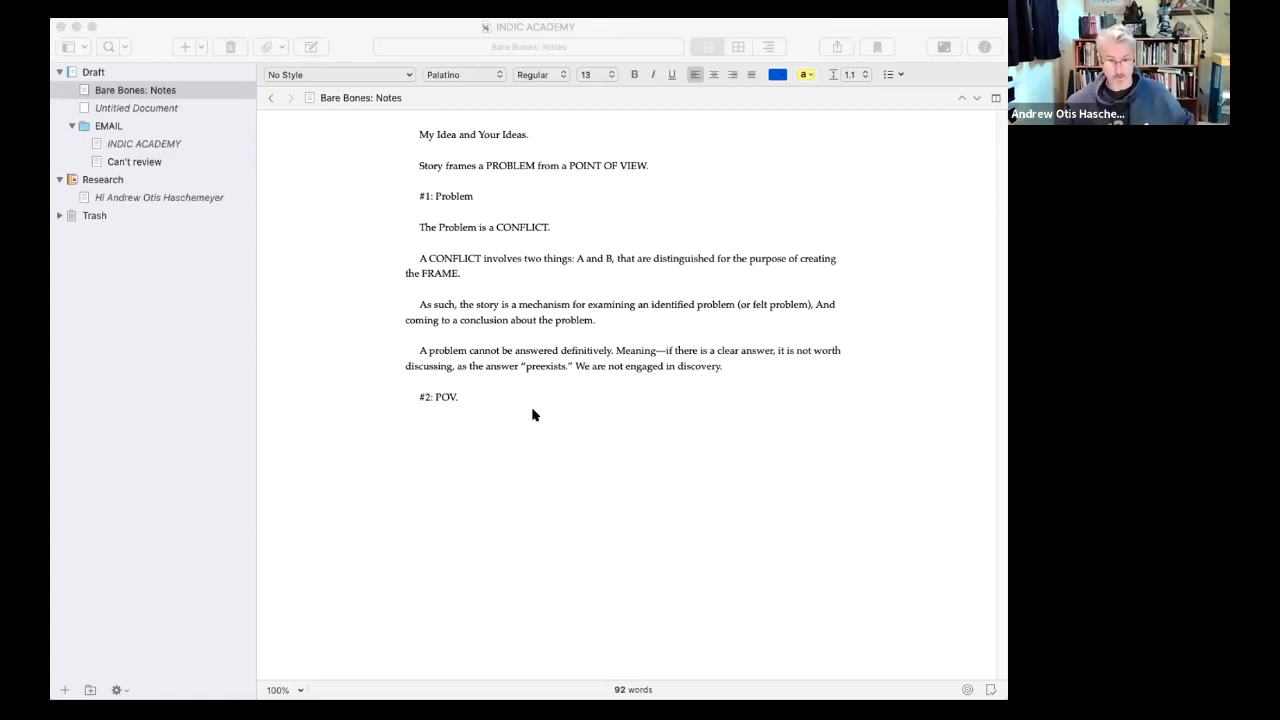 INDIC ACADEMY
Bare Bones: Notes
Draft
Bare Bones: Notes
Untitled Document
EMAIL
INDIC ACADEMY
Can't review
Research
Hi Andrew Otis Haschemeyer
Trash
No Style
Palatino
Regular
13
B
I
U
a
1.1
Bare Bones: Notes
My Idea and Your Ideas.
Story frames a PROBLEM from a POINT OF VIEW.
#1: Problem
The Problem is a CONFLICT.
A CONFLICT involves two things: A and B, that are distinguished for the purpose of creating
the FRAME.
As such, the story is a mechanism for examining an identified problem (or felt problem), And
coming to a conclusion about the problem.
A problem cannot be answered definitively. Meaning—if there is a clear answer, it is not worth
discussing, as the answer “preexists.” We are not engaged in discovery.
#2: POV.
100%
92 words
Andrew Otis Hasche...